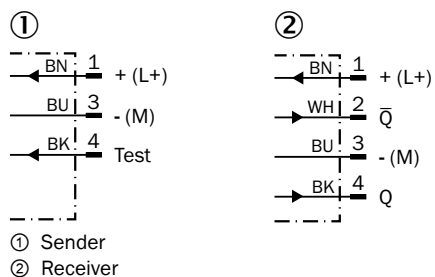 ① ②
BN 1 + (L+)
BU 3 - (M)
BK 4 Test
BN 1 + (L+)
WH 2 Q̅
BU 3 - (M)
BK 4 Q
① Sender
② Receiver